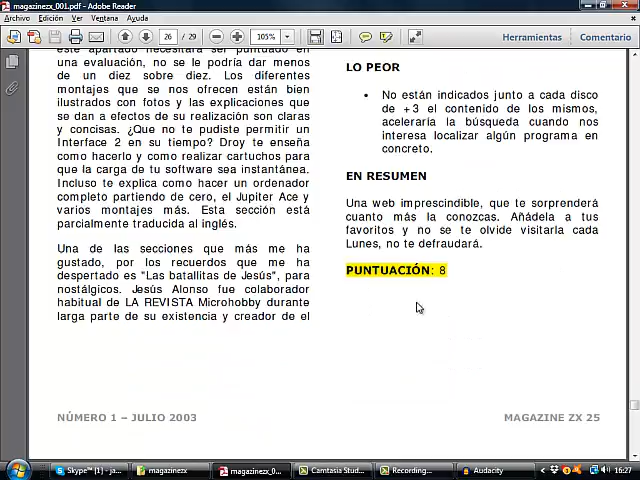 magazinezx_001.pdf - Adobe Reader
Archivo Edición Ver Ventana Ayuda
26 / 29 105% Herramientas Comentario
este apartado necesitara ser puntuado en
una evaluación, no se le podría dar menos
de un diez sobre diez. Los diferentes
montajes que se nos ofrecen están bien
ilustrados con fotos y las explicaciones que
se dan a efectos de su realización son claras
y concisas. ¿Que no te pudiste permitir un
Interface 2 en su tiempo? Droy te enseña
como hacerlo y como realizar cartuchos para
que la carga de tu software sea instantánea.
Incluso te explica como hacer un ordenador
completo partiendo de cero, el Jupiter Ace y
varios montajes más. Esta sección está
parcialmente traducida al inglés.
Una de las secciones que más me ha
gustado, por los recuerdos que me ha
despertado es "Las batallitas de Jesús", para
nostálgicos. Jesús Alonso fue colaborador
habitual de LA REVISTA Microhobby durante
larga parte de su existencia y creador de el
LO PEOR
• No están indicados junto a cada disco
de +3 el contenido de los mismos,
aceleraría la búsqueda cuando nos
interesa localizar algún programa en
concreto.
EN RESUMEN
Una web imprescindible, que te sorprenderá
cuanto más la conozcas. Añádela a tus
favoritos y no se te olvide visitarla cada
Lunes, no te defraudará.
PUNTUACIÓN: 8
NÚMERO 1 – JULIO 2003 MAGAZINE ZX 25
Skype™ [1] - ja... magazinezx magazinezx_0... Camtasia Stud... Recording... Audacity 16:27